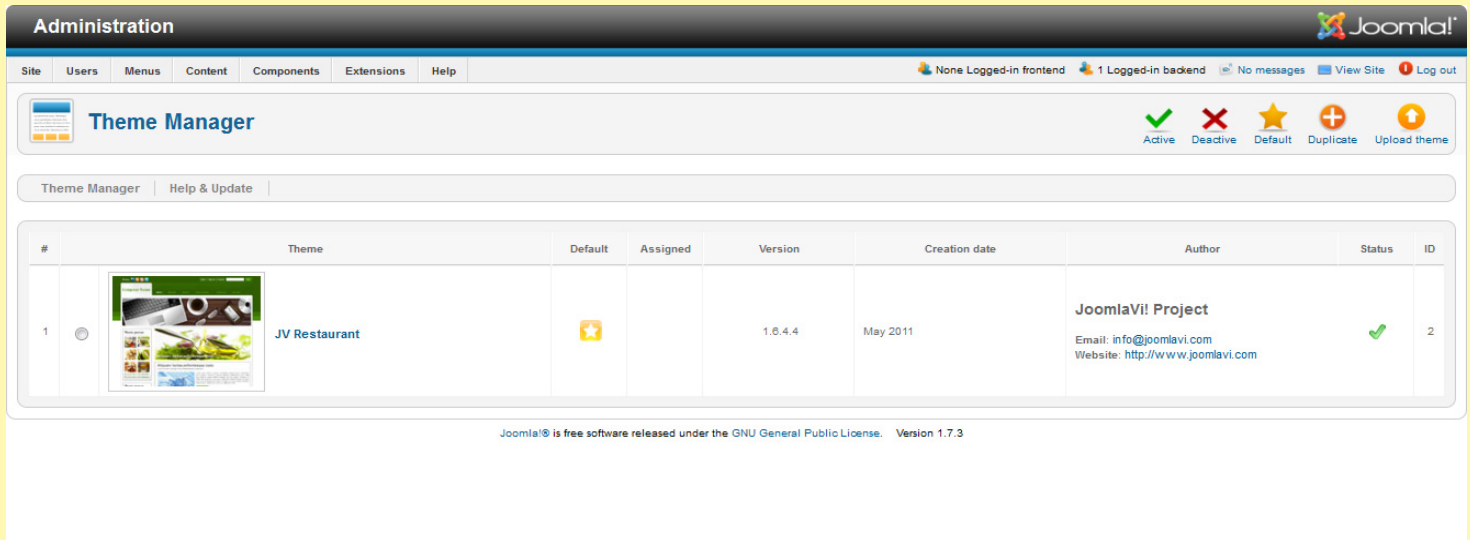 Administration
Joomla!
Site Users Menus Content Components Extensions Help None Logged-in frontend 1 Logged-in backend No messages View Site Log out
Theme Manager
Active Deactive Default Duplicate Upload theme
Theme Manager Help & Update
# Theme Default Assigned Version Creation date Author Status ID
JoomlaVi! Project
1 JV Restaurant 1.6.4.4 May 2011 2
Email: info@joomlavi.com
Website: http://www.joomlavi.com
Joomla!® is free software released under the GNU General Public License. Version 1.7.3